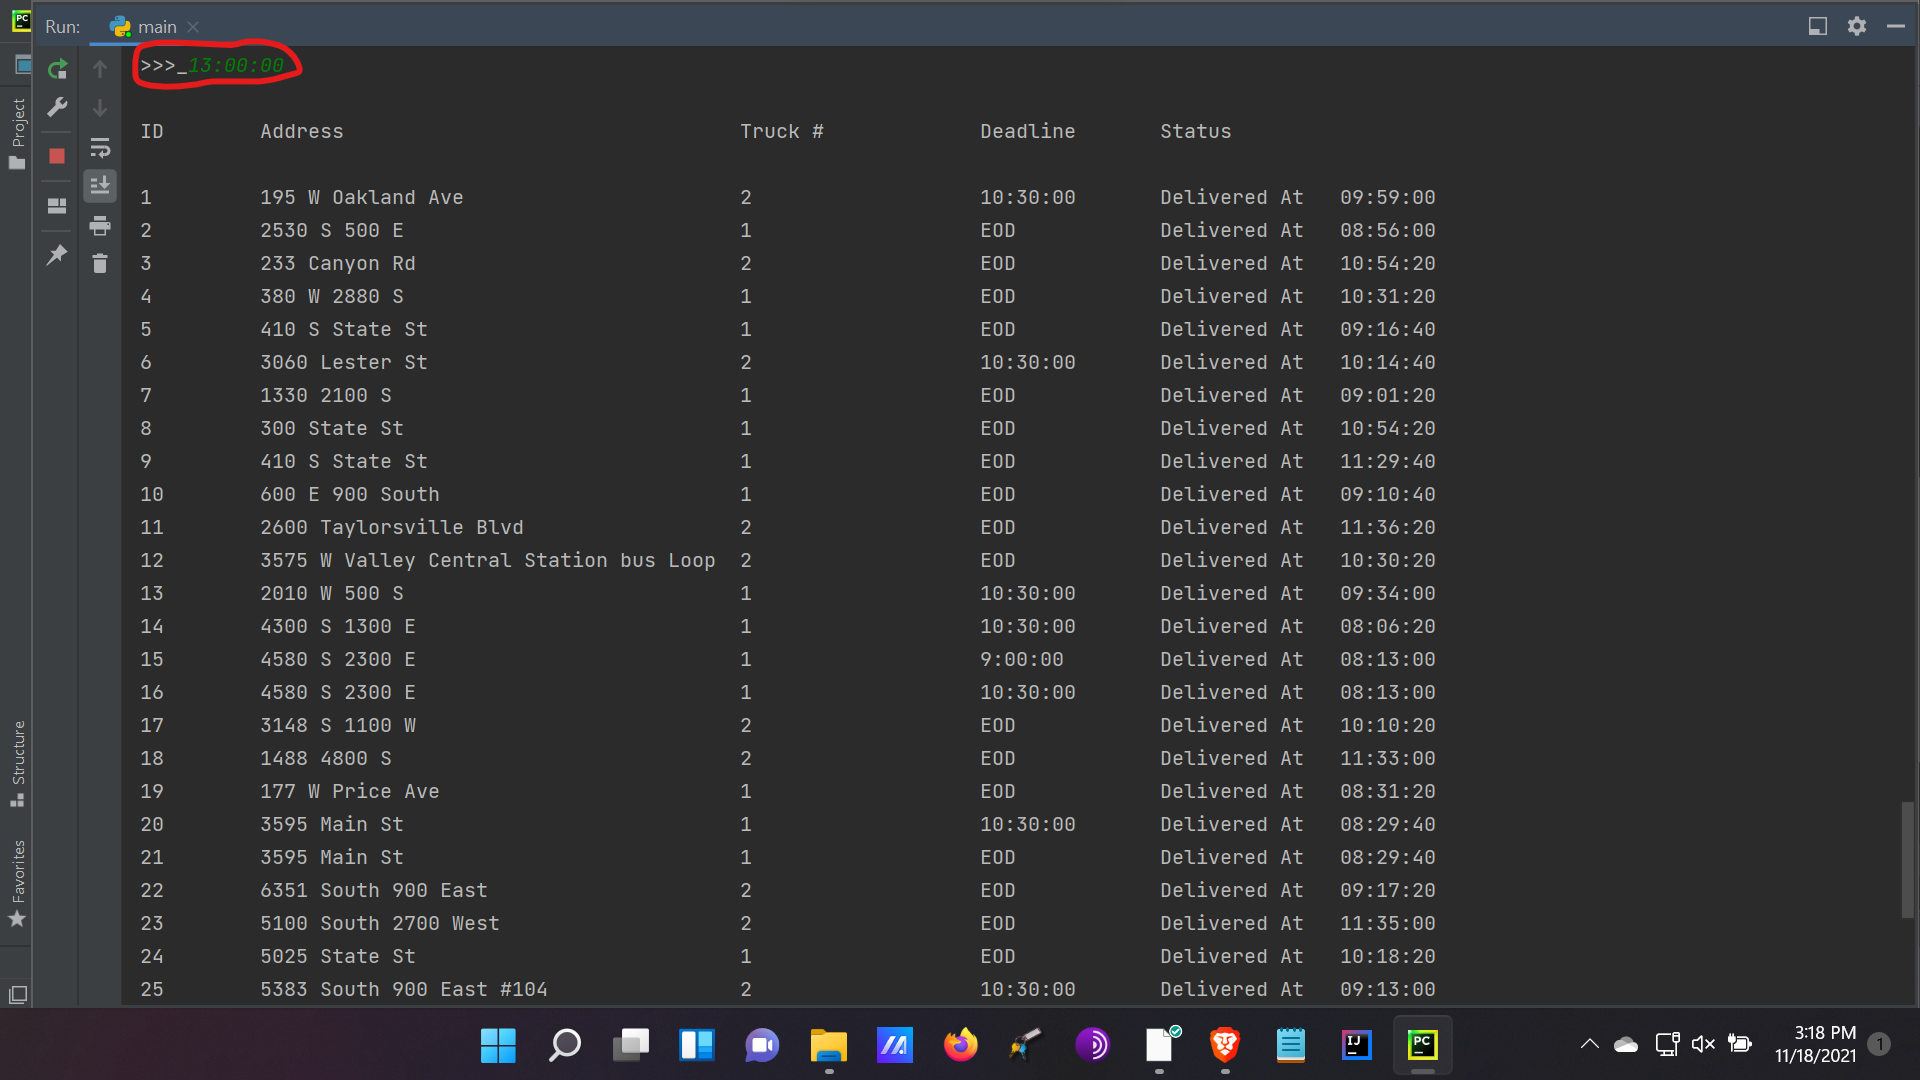 Run: main
>>>_13:00:00
ID Address Truck # Deadline Status
1 195 W Oakland Ave 2 10:30:00 Delivered At 09:59:00
2 2530 S 500 E 1 EOD Delivered At 08:56:00
3 233 Canyon Rd 2 EOD Delivered At 10:54:20
4 380 W 2880 S 1 EOD Delivered At 10:31:20
5 410 S State St 1 EOD Delivered At 09:16:40
6 3060 Lester St 2 10:30:00 Delivered At 10:14:40
7 1330 2100 S 1 EOD Delivered At 09:01:20
8 300 State St 1 EOD Delivered At 10:54:20
9 410 S State St 1 EOD Delivered At 11:29:40
10 600 E 900 South 1 EOD Delivered At 09:10:40
11 2600 Taylorsville Blvd 2 EOD Delivered At 11:36:20
12 3575 W Valley Central Station bus Loop 2 EOD Delivered At 10:30:20
13 2010 W 500 S 1 10:30:00 Delivered At 09:34:00
14 4300 S 1300 E 1 10:30:00 Delivered At 08:06:20
15 4580 S 2300 E 1 9:00:00 Delivered At 08:13:00
16 4580 S 2300 E 1 10:30:00 Delivered At 08:13:00
17 3148 S 1100 W 2 EOD Delivered At 10:10:20
18 1488 4800 S 2 EOD Delivered At 11:33:00
19 177 W Price Ave 1 EOD Delivered At 08:31:20
20 3595 Main St 1 10:30:00 Delivered At 08:29:40
21 3595 Main St 1 EOD Delivered At 08:29:40
22 6351 South 900 East 2 EOD Delivered At 09:17:20
23 5100 South 2700 West 2 EOD Delivered At 11:35:00
24 5025 State St 1 EOD Delivered At 10:18:20
25 5383 South 900 East #104 2 10:30:00 Delivered At 09:13:00
PC
Project
Structure
Favorites
IJ
PC
3:18 PM
11/18/2021
1